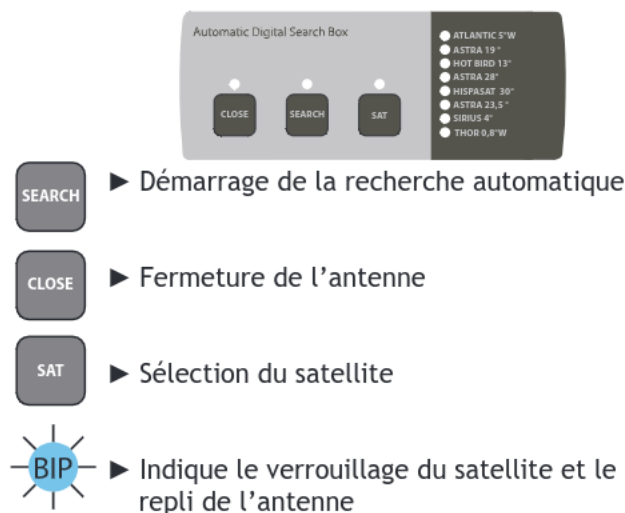 Automatic Digital Search Box
ATLANTIC 5°W
ASTRA 19°
HOT BIRD 13°
ASTRA 28°
HISPASAT 30°
ASTRA 23,5°
SIRIUS 4°
THOR 0,8°W
CLOSE SEARCH SAT
SEARCH ► Démarrage de la recherche automatique
CLOSE ► Fermeture de l’antenne
SAT ► Sélection du satellite
BIP ► Indique le verrouillage du satellite et le
repli de l’antenne